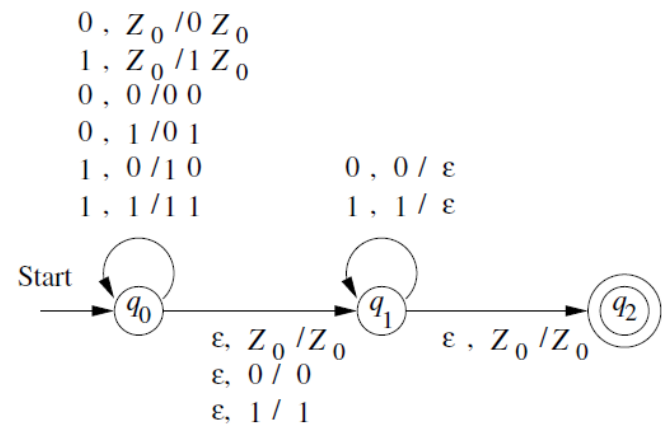 0 , Z₀ /0 Z₀
1 , Z₀ /1 Z₀
0 , 0 /0 0
0 , 1 /0 1
1 , 0 /1 0
1 , 1 /1 1
0 , 0 / ε
1 , 1 / ε
Start
q₀
q₁
q₂
ε, Z₀ /Z₀
ε, 0 / 0
ε, 1 / 1
ε , Z₀ /Z₀